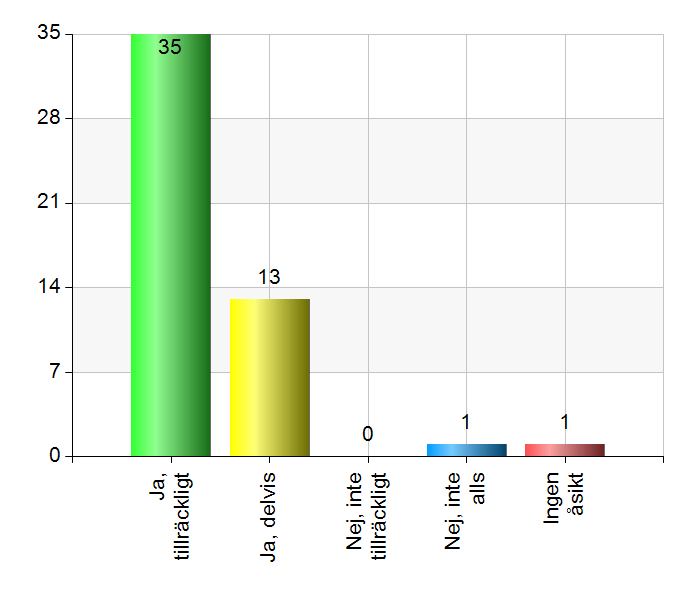 35
28
21
14
7
0
35
13
0
1
1
Ja,
tillräckligt
Ja, delvis
Nej, inte
tillräckligt
Nej, inte
alls
Ingen
åsikt